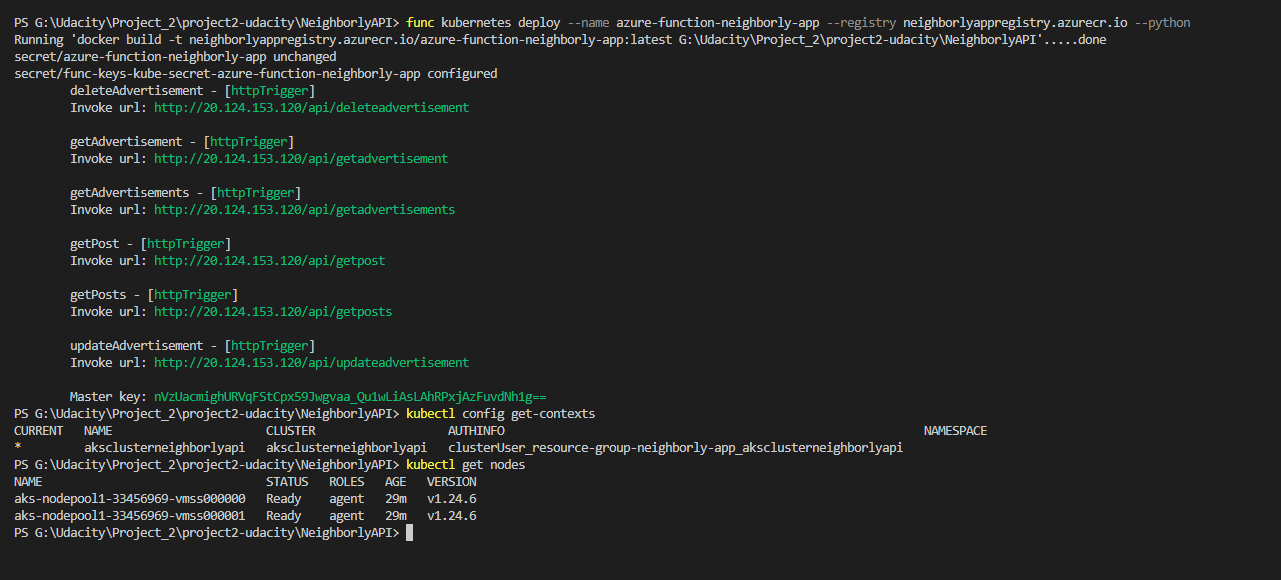 PS G:\Udacity\Project_2\project2-udacity\NeighborlyAPI> func kubernetes deploy --name azure-function-neighborly-app --registry neighborlyappregistry.azurecr.io --python
Running 'docker build -t neighborlyappregistry.azurecr.io/azure-function-neighborly-app:latest G:\Udacity\Project_2\project2-udacity\NeighborlyAPI'.....done
secret/azure-function-neighborly-app unchanged
secret/func-keys-kube-secret-azure-function-neighborly-app configured
deleteAdvertisement - [httpTrigger]
Invoke url: http://20.124.153.120/api/deleteadvertisement
getAdvertisement - [httpTrigger]
Invoke url: http://20.124.153.120/api/getadvertisement
getAdvertisements - [httpTrigger]
Invoke url: http://20.124.153.120/api/getadvertisements
getPost - [httpTrigger]
Invoke url: http://20.124.153.120/api/getpost
getPosts - [httpTrigger]
Invoke url: http://20.124.153.120/api/getposts
updateAdvertisement - [httpTrigger]
Invoke url: http://20.124.153.120/api/updateadvertisement
Master key: nVzUacmighURVqFStCpx59Jwgvaa_Qu1wLiAsLAhRPxjAzFuvdNh1g==
PS G:\Udacity\Project_2\project2-udacity\NeighborlyAPI> kubectl config get-contexts
CURRENT NAME CLUSTER AUTHINFO NAMESPACE
* aksclusterneighborlyapi aksclusterneighborlyapi clusterUser_resource-group-neighborly-app_aksclusterneighborlyapi
PS G:\Udacity\Project_2\project2-udacity\NeighborlyAPI> kubectl get nodes
NAME STATUS ROLES AGE VERSION
aks-nodepool1-33456969-vmss000000 Ready agent 29m v1.24.6
aks-nodepool1-33456969-vmss000001 Ready agent 29m v1.24.6
PS G:\Udacity\Project_2\project2-udacity\NeighborlyAPI>